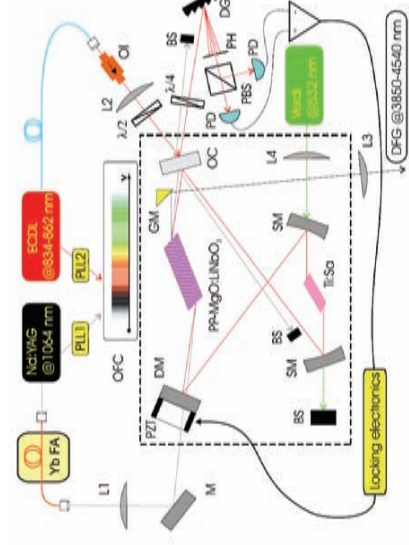 Nd:YAG
@1064 nm
ECDL
@834-862 nm
PLL1
PLL2
Yb FA
OFC
OI
L2
λ/2
λ/4
BS
DG
PH
PBS
PD
PD
L1
M
PZT
DM
PP-MgO:LiNbO3
GM
OC
Verdi
@532 nm
L4
L3
SM
Ti:Sa
BS
SM
BS
Locking electronics
DFG @3850-4540 nm